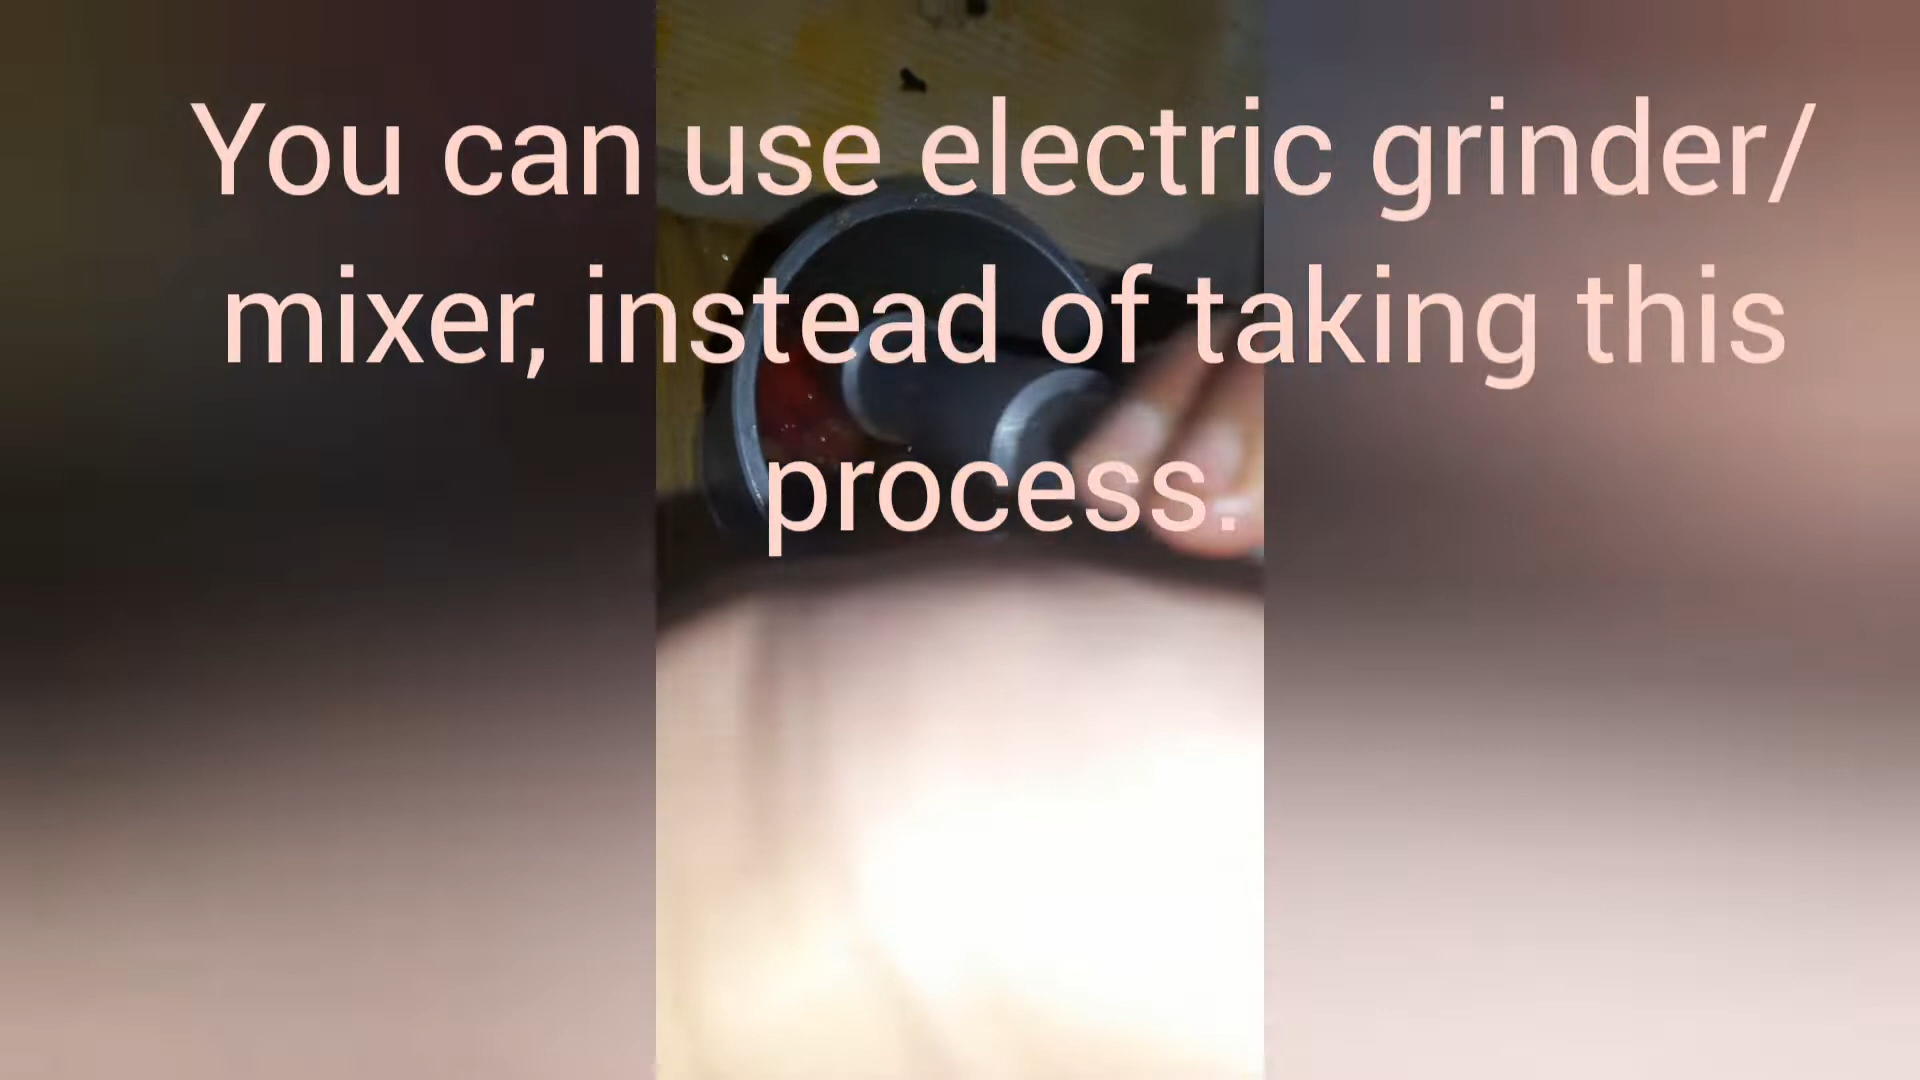 You can use electric grinder/
mixer, instead of taking this
process.